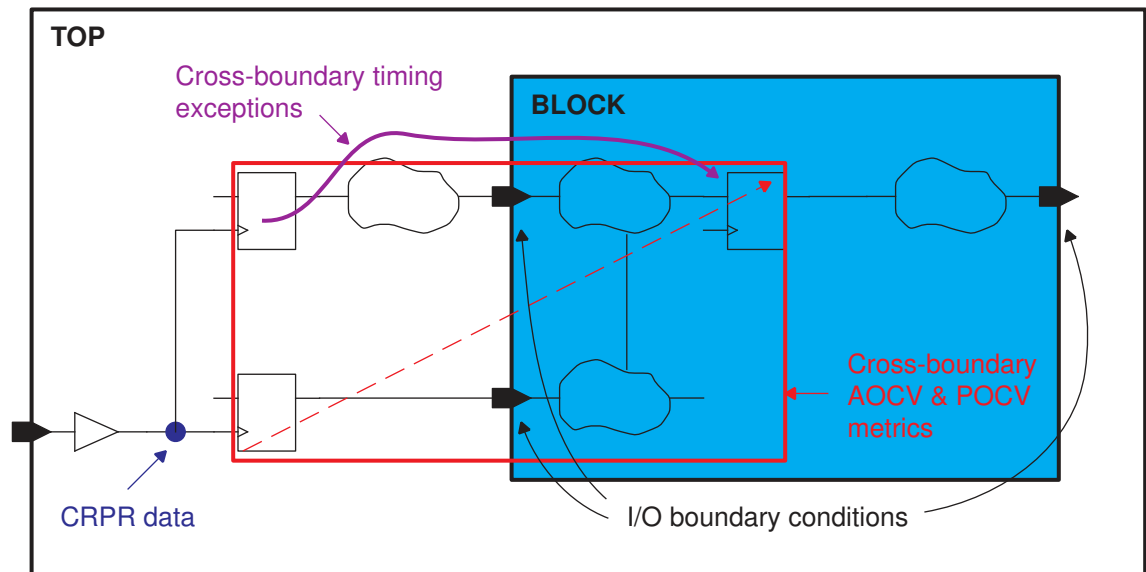 TOP
Cross-boundary timing
exceptions
BLOCK
Cross-boundary
AOCV & POCV
metrics
CRPR data
I/O boundary conditions